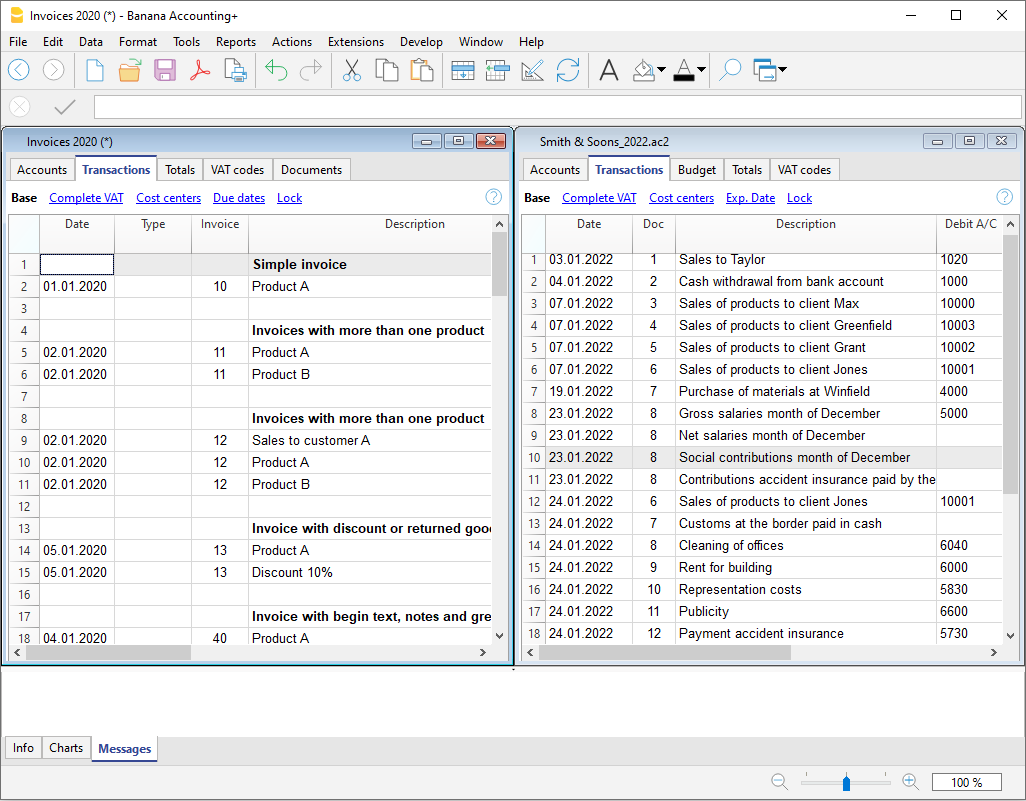 Invoices 2020 (*) - Banana Accounting+
File Edit Data Format Tools Reports Actions Extensions Develop Window Help
Invoices 2020 (*)
Accounts Transactions Totals VAT codes Documents
Base Complete VAT Cost centers Due dates Lock
Date Type Invoice Description
1 Simple invoice
2 01.01.2020 10 Product A
3
4 Invoices with more than one product
5 02.01.2020 11 Product A
6 02.01.2020 11 Product B
7
8 Invoices with more than one product
9 02.01.2020 12 Sales to customer A
10 02.01.2020 12 Product A
11 02.01.2020 12 Product B
12
13 Invoice with discount or returned goo
14 05.01.2020 13 Product A
15 05.01.2020 13 Discount 10%
16
17 Invoice with begin text, notes and gre
18 04.01.2020 40 Product A
Smith & Soons_2022.ac2
Accounts Transactions Budget Totals VAT codes
Base Complete VAT Cost centers Exp. Date Lock
Date Doc Description Debit A/C
1 03.01.2022 1 Sales to Taylor 1020
2 04.01.2022 2 Cash withdrawal from bank account 1000
3 07.01.2022 3 Sales of products to client Max 10000
4 07.01.2022 4 Sales of products to client Greenfield 10003
5 07.01.2022 5 Sales of products to client Grant 10002
6 07.01.2022 6 Sales of products to client Jones 10001
7 19.01.2022 7 Purchase of materials at Winfield 4000
8 23.01.2022 8 Gross salaries month of December 5000
9 23.01.2022 8 Net salaries month of December
10 23.01.2022 8 Social contributions month of December
11 23.01.2022 8 Contributions accident insurance paid by the
12 24.01.2022 6 Sales of products to client Jones 10001
13 24.01.2022 7 Customs at the border paid in cash
14 24.01.2022 8 Cleaning of offices 6040
15 24.01.2022 9 Rent for building 6000
16 24.01.2022 10 Representation costs 5830
17 24.01.2022 11 Publicity 6600
18 24.01.2022 12 Payment accident insurance 5730
Info Charts Messages
100 %